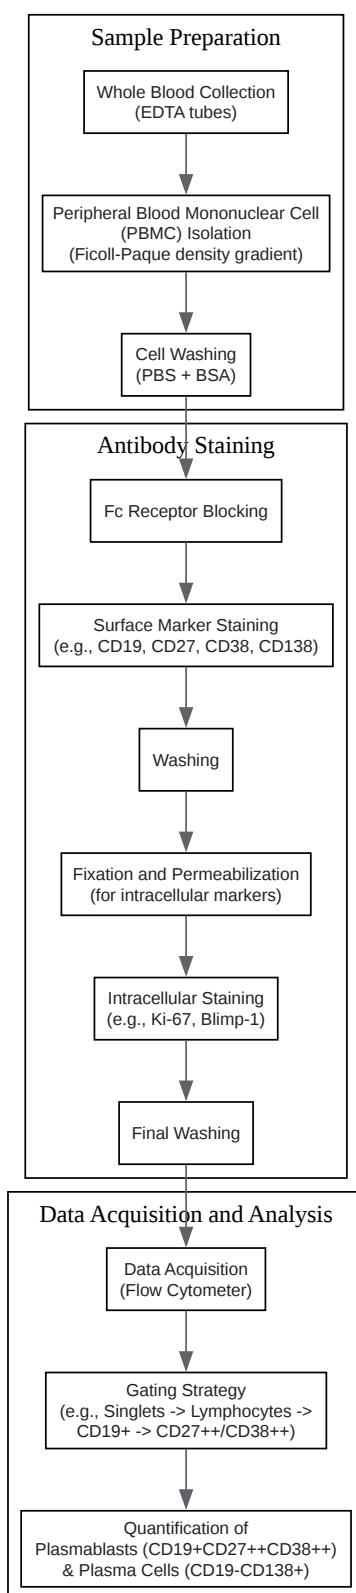 Sample Preparation
Whole Blood Collection
(EDTA tubes)
Peripheral Blood Mononuclear Cell
(PBMC) Isolation
(Ficoll-Paque density gradient)
Cell Washing
(PBS + BSA)
Antibody Staining
Fc Receptor Blocking
Surface Marker Staining
(e.g., CD19, CD27, CD38, CD138)
Washing
Fixation and Permeabilization
(for intracellular markers)
Intracellular Staining
(e.g., Ki-67, Blimp-1)
Final Washing
Data Acquisition and Analysis
Data Acquisition
(Flow Cytometer)
Gating Strategy
(e.g., Singlets -> Lymphocytes ->
CD19+ -> CD27++/CD38++)
Quantification of
Plasmablasts (CD19+CD27++CD38++)
& Plasma Cells (CD19-CD138+)